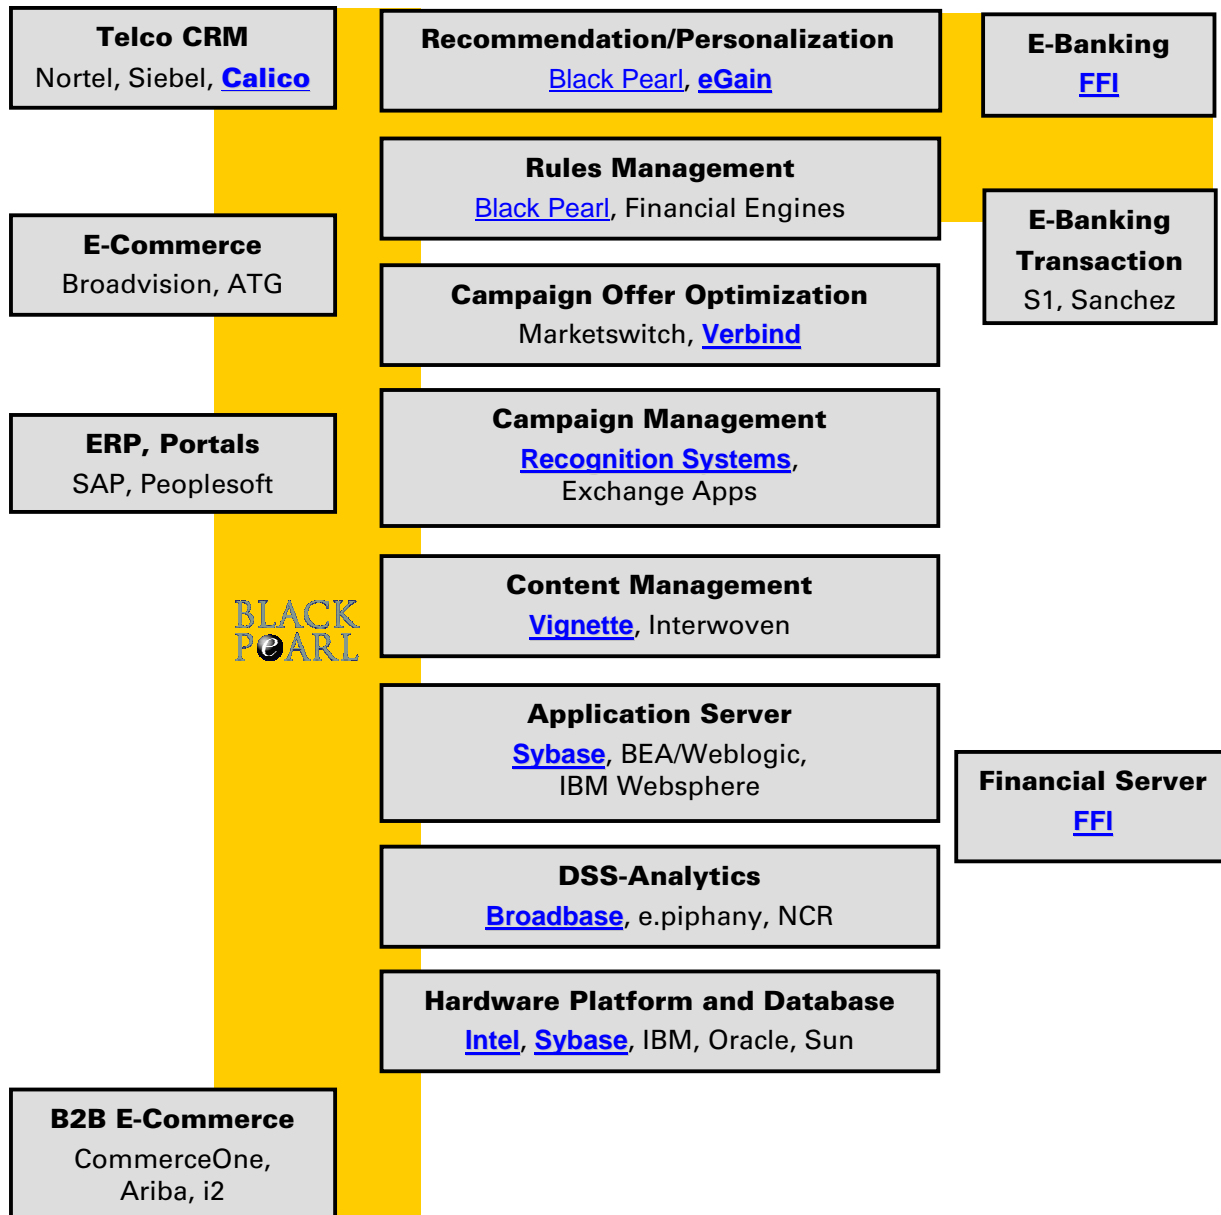 Telco CRM
Nortel, Siebel, Calico
Recommendation/Personalization
Black Pearl, eGain
E-Banking
FFI
Rules Management
Black Pearl, Financial Engines
E-Commerce
Broadvision, ATG
E-Banking
Transaction
S1, Sanchez
Campaign Offer Optimization
Marketswitch, Verbind
Campaign Management
Recognition Systems,
Exchange Apps
ERP, Portals
SAP, Peoplesoft
Content Management
Vignette, Interwoven
BLACK
PeARL
Application Server
Sybase, BEA/Weblogic,
IBM Websphere
Financial Server
FFI
DSS-Analytics
Broadbase, e.piphany, NCR
Hardware Platform and Database
Intel, Sybase, IBM, Oracle, Sun
B2B E-Commerce
CommerceOne,
Ariba, i2